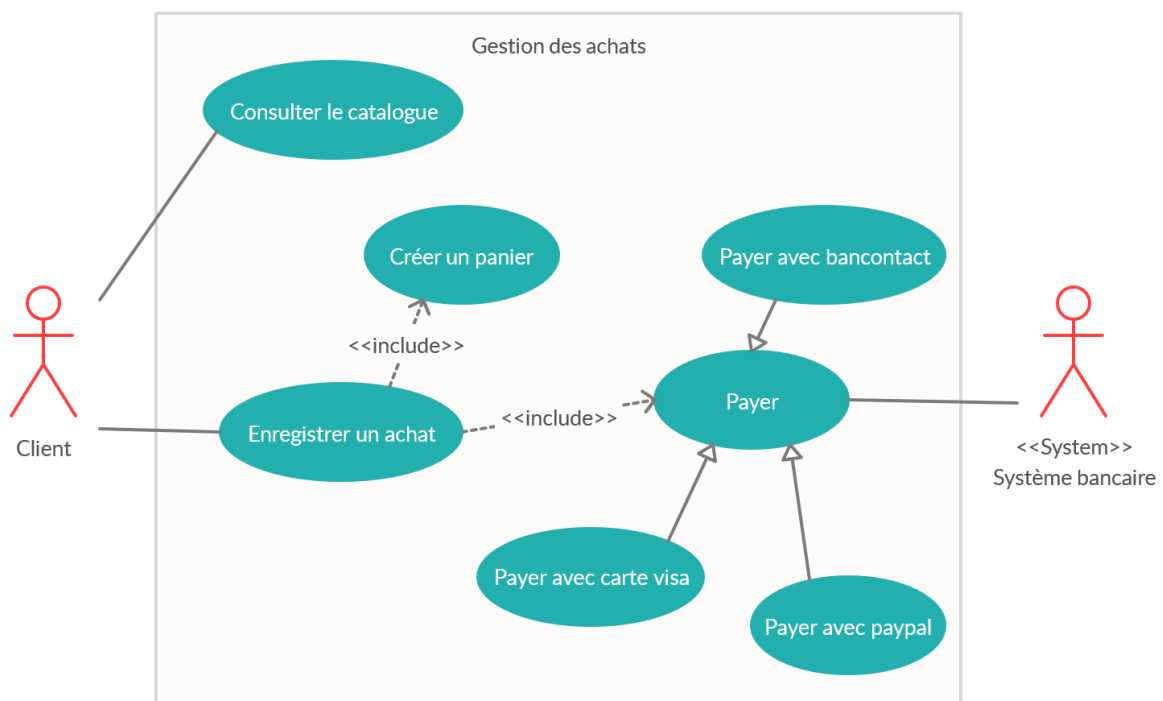 Gestion des achats
Consulter le catalogue
Créer un panier
Payer avec bancontact
<<include>>
Payer
<<include>>
Enregistrer un achat
Client
<<System>>
Système bancaire
Payer avec carte visa
Payer avec paypal